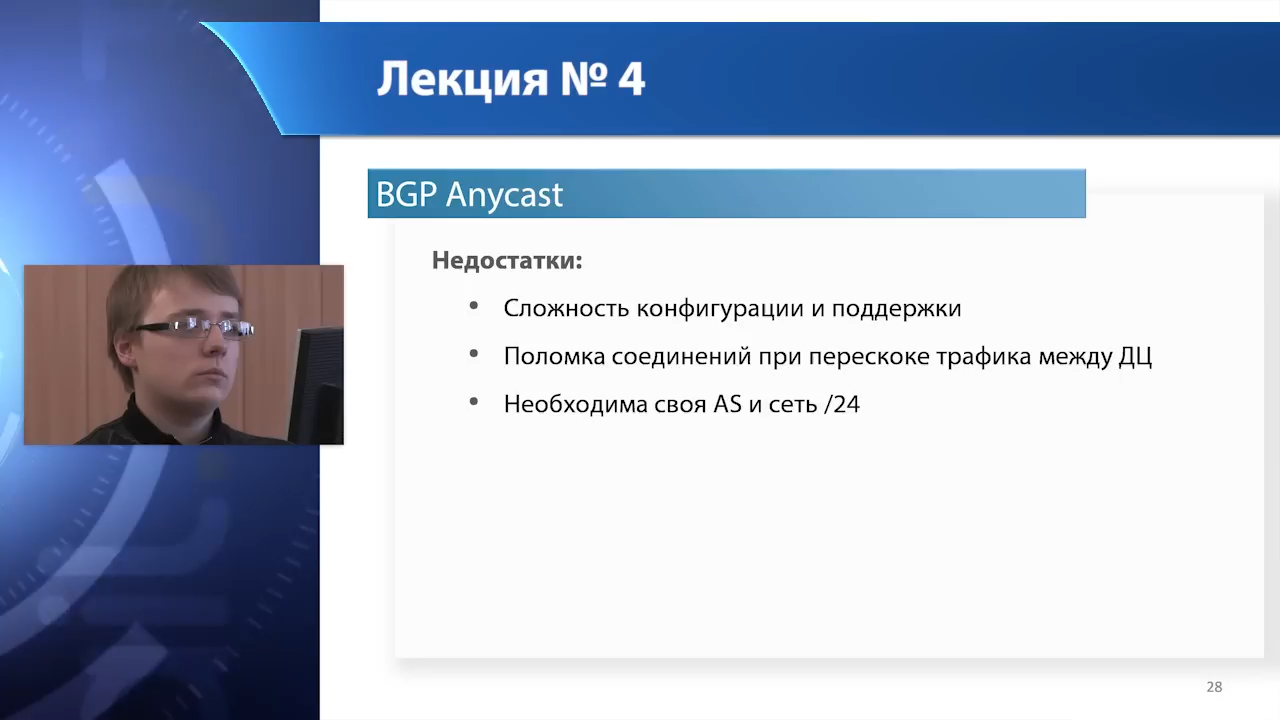 Лекция № 4
BGP Anycast
Недостатки:
• Сложность конфигурации и поддержки
• Поломка соединений при перескоке трафика между ДЦ
• Необходима своя AS и сеть /24
28